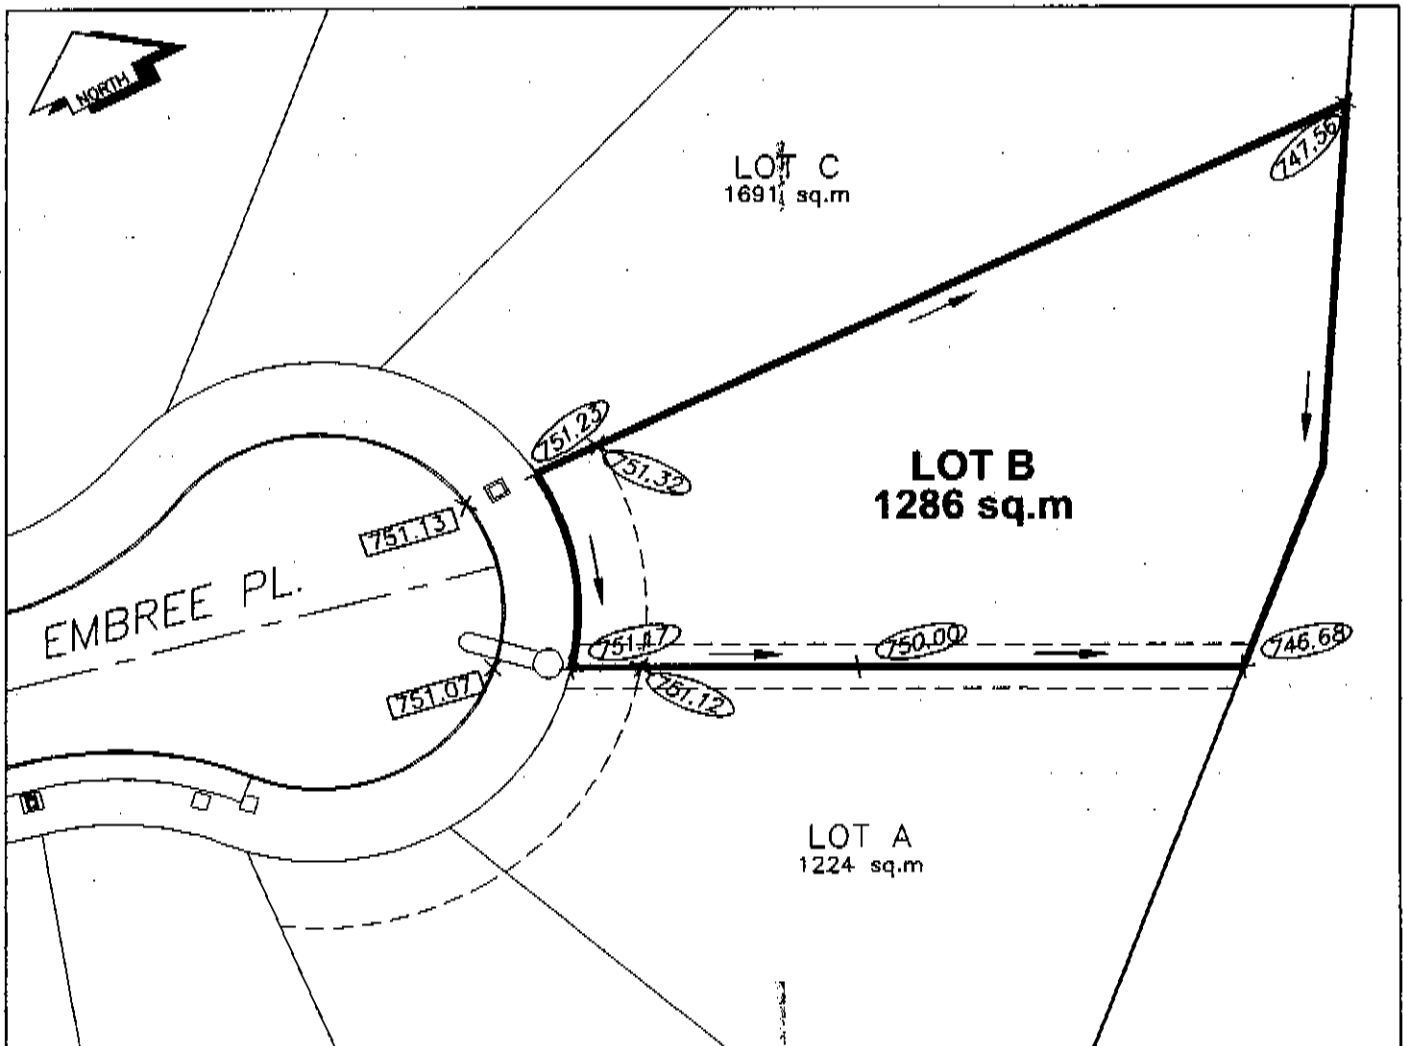 NORTH
LOT C
1691 sq.m
747.56
751.23
751.32
LOT B
1286 sq.m
751.13
EMBREE PL.
751.17
750.00
746.68
751.07
751.12
LOT A
1224 sq.m